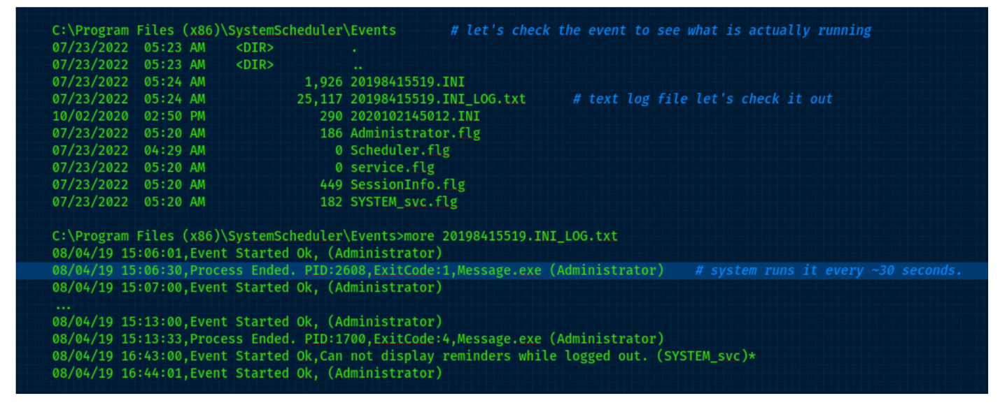 C:\Program Files (x86)\SystemScheduler\Events # let's check the event to see what is actually running
07/23/2022 05:23 AM <DIR> .
07/23/2022 05:23 AM <DIR> ..
07/23/2022 05:24 AM 1,926 20198415519.INI
07/23/2022 05:24 AM 25,117 20198415519.INI_LOG.txt # text log file let's check it out
10/02/2020 02:50 PM 290 2020102145012.INI
07/23/2022 05:20 AM 186 Administrator.flg
07/23/2022 04:29 AM 0 Scheduler.flg
07/23/2022 05:20 AM 0 service.flg
07/23/2022 05:20 AM 449 SessionInfo.flg
07/23/2022 05:20 AM 182 SYSTEM_svc.flg
C:\Program Files (x86)\SystemScheduler\Events>more 20198415519.INI_LOG.txt
08/04/19 15:06:01,Event Started Ok, (Administrator)
08/04/19 15:06:30,Process Ended. PID:2608,ExitCode:1,Message.exe (Administrator) # system runs it every ~30 seconds.
08/04/19 15:07:00,Event Started Ok, (Administrator)
...
08/04/19 15:13:00,Event Started Ok, (Administrator)
08/04/19 15:13:33,Process Ended. PID:1700,ExitCode:4,Message.exe (Administrator)
08/04/19 16:43:00,Event Started Ok,Can not display reminders while logged out. (SYSTEM_svc)*
08/04/19 16:44:01,Event Started Ok, (Administrator)